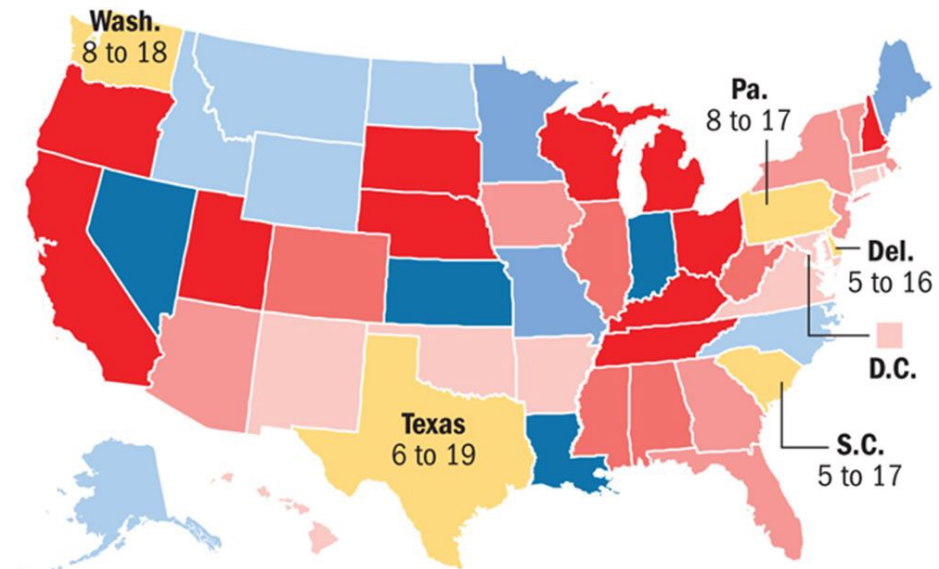 Wash.
8 to 18
Pa.
8 to 17
Del.
5 to 16
D.C.
Texas
6 to 19
S.C.
5 to 17